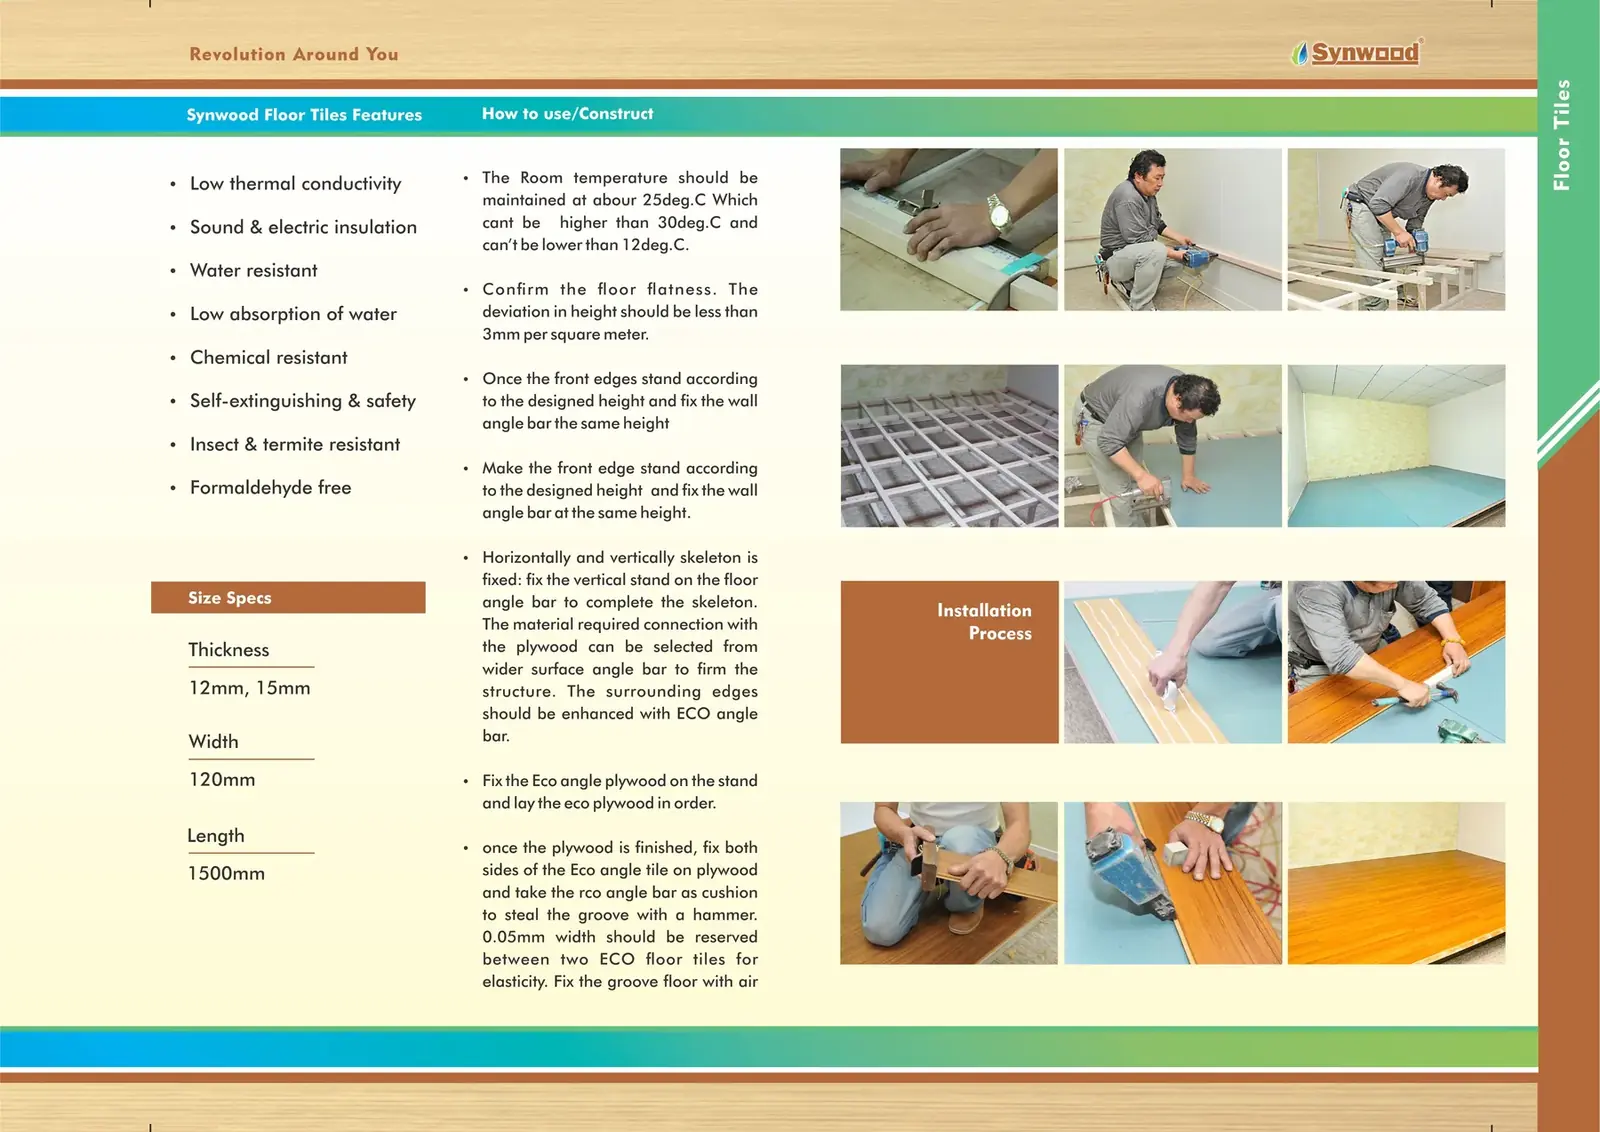 Revolution Around You
Synwood®
Synwood Floor Tiles Features
• Low thermal conductivity
• Sound & electric insulation
• Water resistant
• Low absorption of water
• Chemical resistant
• Self-extinguishing & safety
• Insect & termite resistant
• Formaldehyde free
Size Specs
Thickness
12mm, 15mm
Width
120mm
Length
1500mm
How to use/Construct
• The Room temperature should be
maintained at abour 25deg.C Which
cant be higher than 30deg.C and
can't be lower than 12deg.C.
• Confirm the floor flatness. The
deviation in height should be less than
3mm per square meter.
• Once the front edges stand according
to the designed height and fix the wall
angle bar the same height
• Make the front edge stand according
to the designed height and fix the wall
angle bar at the same height.
• Horizontally and vertically skeleton is
fixed: fix the vertical stand on the floor
angle bar to complete the skeleton.
The material required connection with
the plywood can be selected from
wider surface angle bar to firm the
structure. The surrounding edges
should be enhanced with ECO angle
bar.
• Fix the Eco angle plywood on the stand
and lay the eco plywood in order.
• once the plywood is finished, fix both
sides of the Eco angle tile on plywood
and take the rco angle bar as cushion
to steal the groove with a hammer.
0.05mm width should be reserved
between two ECO floor tiles for
elasticity. Fix the groove floor with air
Installation
Process
Floor Tiles